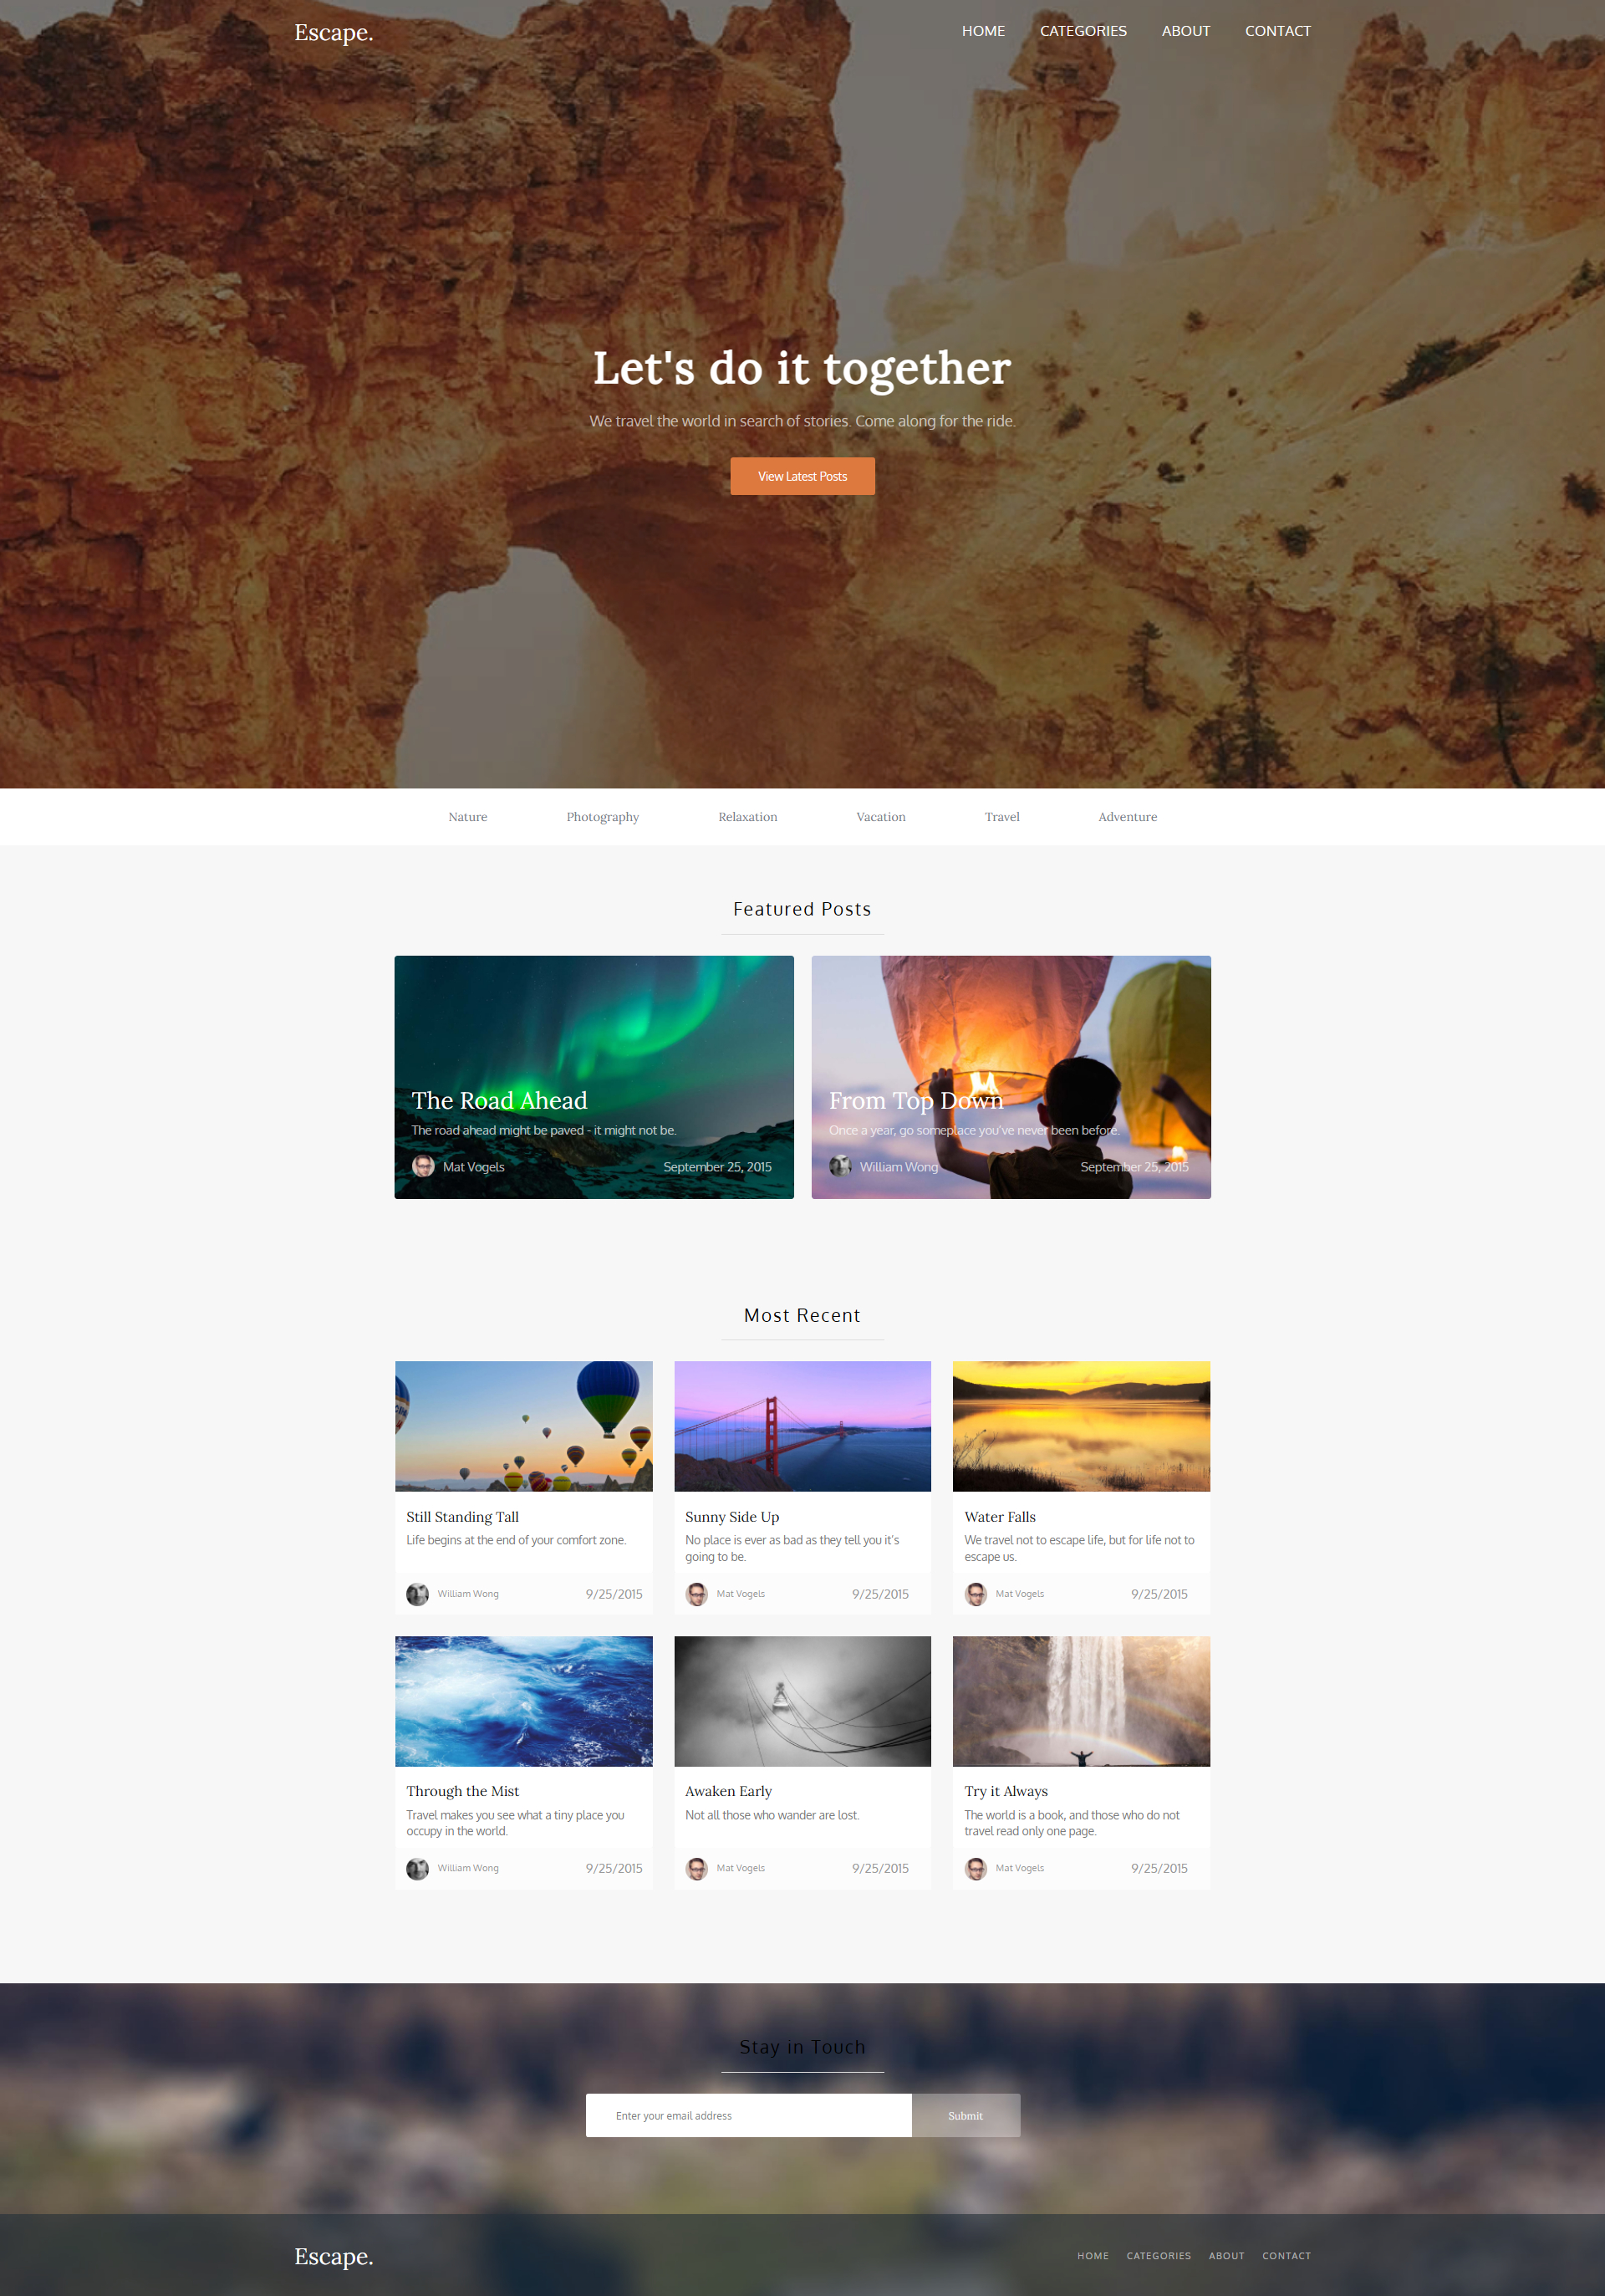 Escape.
HOME CATEGORIES ABOUT CONTACT
Let's do it together
We travel the world in search of stories. Come along for the ride.
View Latest Posts
Nature Photography Relaxation Vacation Travel Adventure
Featured Posts
The Road Ahead
The road ahead might be paved - it might not be.
Mat Vogels September 25, 2015
From Top Down
Once a year, go someplace you've never been before.
William Wong September 25, 2015
Most Recent
Still Standing Tall
Life begins at the end of your comfort zone.
William Wong 9/25/2015
Sunny Side Up
No place is ever as bad as they tell you it's
going to be.
Mat Vogels 9/25/2015
Water Falls
We travel not to escape life, but for life not to
escape us.
Mat Vogels 9/25/2015
Through the Mist
Travel makes you see what a tiny place you
occupy in the world.
William Wong 9/25/2015
Awaken Early
Not all those who wander are lost.
Mat Vogels 9/25/2015
Try it Always
The world is a book, and those who do not
travel read only one page.
Mat Vogels 9/25/2015
Stay in Touch
Enter your email address Submit
Escape.
HOME CATEGORIES ABOUT CONTACT